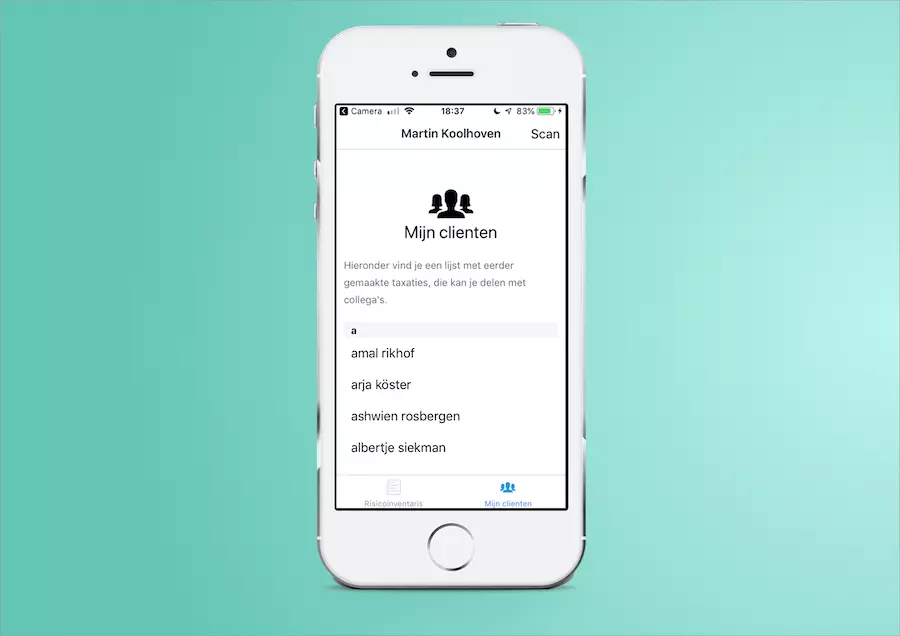 Camera 18:37 83%
Martin Koolhoven Scan
Mijn clienten
Hieronder vind je een lijst met eerder
gemaakte taxaties, die kan je delen met
collega's.
a
amal rikhof
arja köster
ashwien rosbergen
albertje siekman
Risicoinventaris Mijn clienten